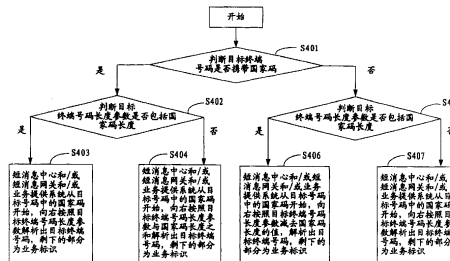 开始
S401
判断目标终端
号码是否携带国家码
是
否
S402
判断目标
终端号码长度参数是否包括国
家码长度
是
否
S4
判断目标
终端号码长度参数是否包括国
家码长度
是
否
S403
短消息中心和/或
短消息网关和/或
业务提供系统从目
标号码中的国家码
开始，向右按照目
标终端号码长度参
数解析出目标终端
号码，剩下的部分
为业务标识
S404
短消息中心和/或
短消息网关和/或
业务提供系统从目
标号码中的国家码
开始，向右按照目
标终端号码长度参
数与国家码长度之
和解析出目标终端
号码，剩下的部分
为业务标识
S406
短消息中心和/或短
消息网关和/或业务
提供系统从目标号
码中的国家码开始，
向右按照目标终端号码
长度参数减去国家码
长度的值，解析出目
标终端号码，剩下的
部分为业务标识
S407
短消息中心和/或
短消息网关和/或
业务提供系统从目
标号码中的国家码
开始，向右按照目
标终端号码长度参
数解析出目标终端
号码，剩下的部分
为业务标识